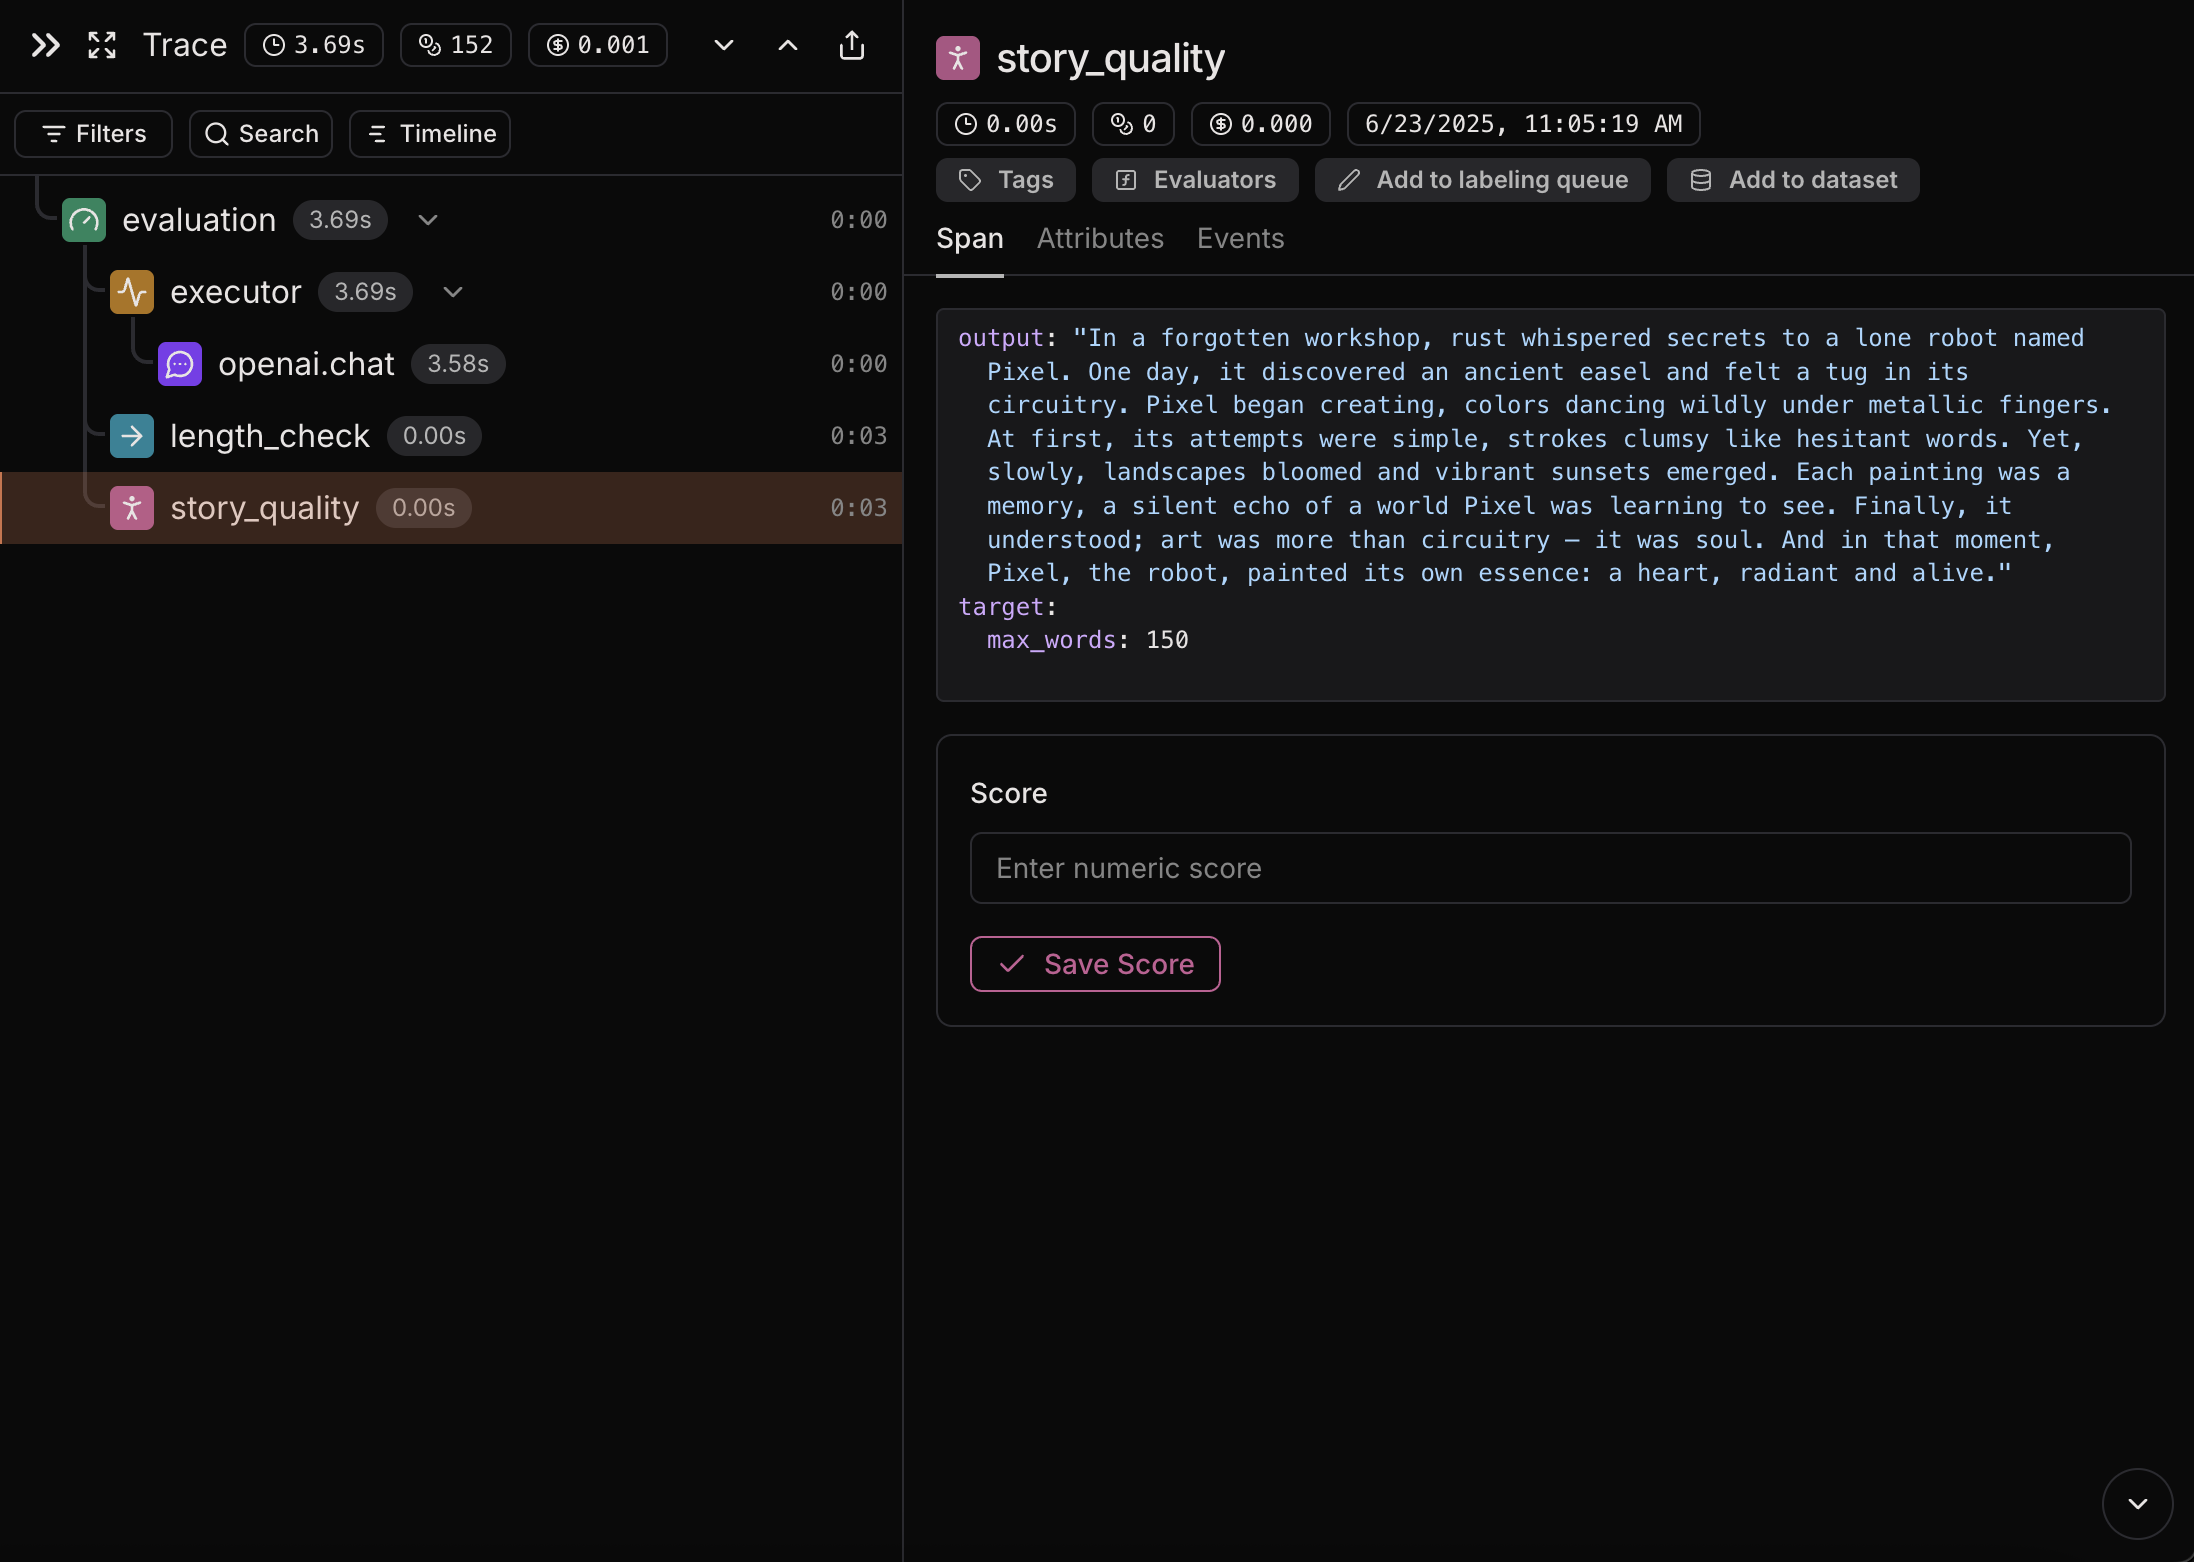 Trace 3.69s 152 0.001
Filters Search Timeline
evaluation 3.69s 0:00
executor 3.69s 0:00
openai.chat 3.58s 0:00
length_check 0.00s 0:03
story_quality 0.00s 0:03
story_quality
0.00s 0 0.000 6/23/2025, 11:05:19 AM
Tags Evaluators Add to labeling queue Add to dataset
Span Attributes Events
output: "In a forgotten workshop, rust whispered secrets to a lone robot named
Pixel. One day, it discovered an ancient easel and felt a tug in its
circuitry. Pixel began creating, colors dancing wildly under metallic fingers.
At first, its attempts were simple, strokes clumsy like hesitant words. Yet,
slowly, landscapes bloomed and vibrant sunsets emerged. Each painting was a
memory, a silent echo of a world Pixel was learning to see. Finally, it
understood; art was more than circuitry — it was soul. And in that moment,
Pixel, the robot, painted its own essence: a heart, radiant and alive."
target:
max_words: 150
Score
Enter numeric score
Save Score